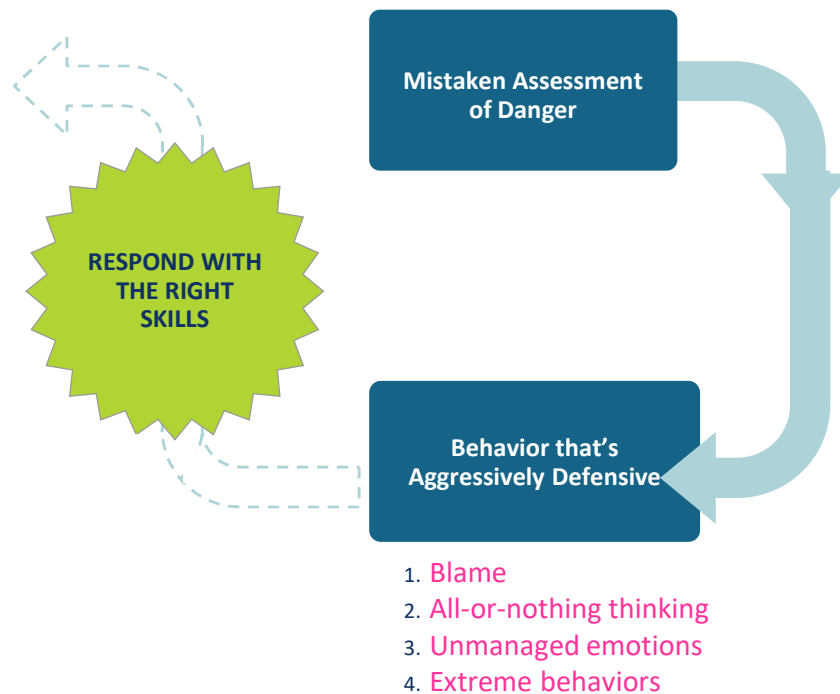 Mistaken Assessment
of Danger
RESPOND WITH
THE RIGHT
SKILLS
Behavior that's
Aggressively Defensive
1. Blame
2. All-or-nothing thinking
3. Unmanaged emotions
4. Extreme behaviors